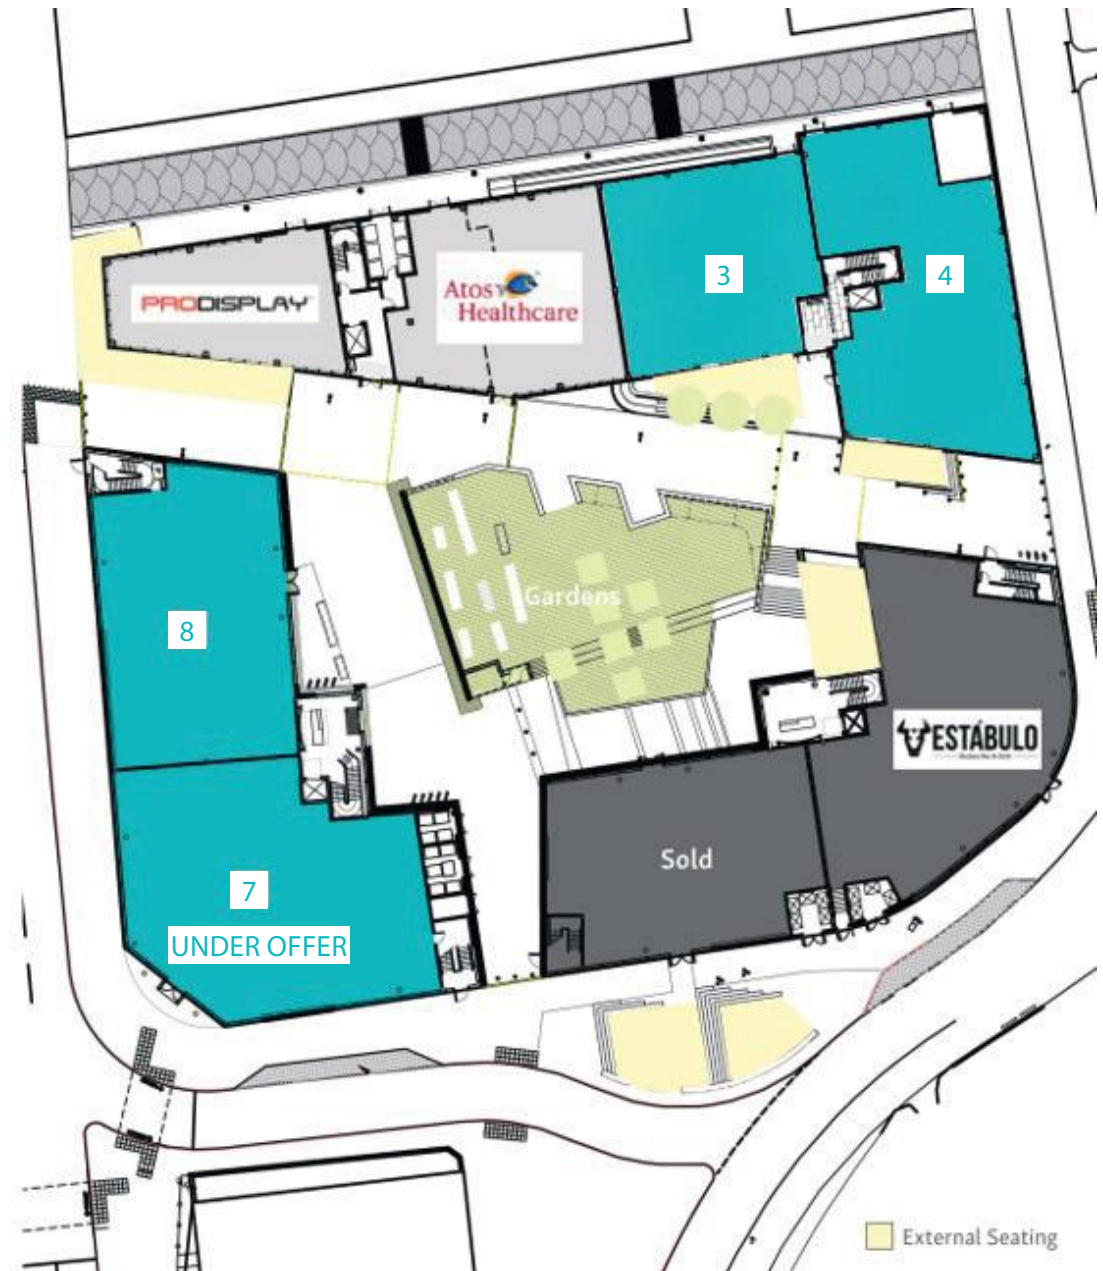 PRODISPLAY
Atos
Healthcare
3
4
Gardens
8
ESTÁBULO
Sold
7
UNDER OFFER
External Seating